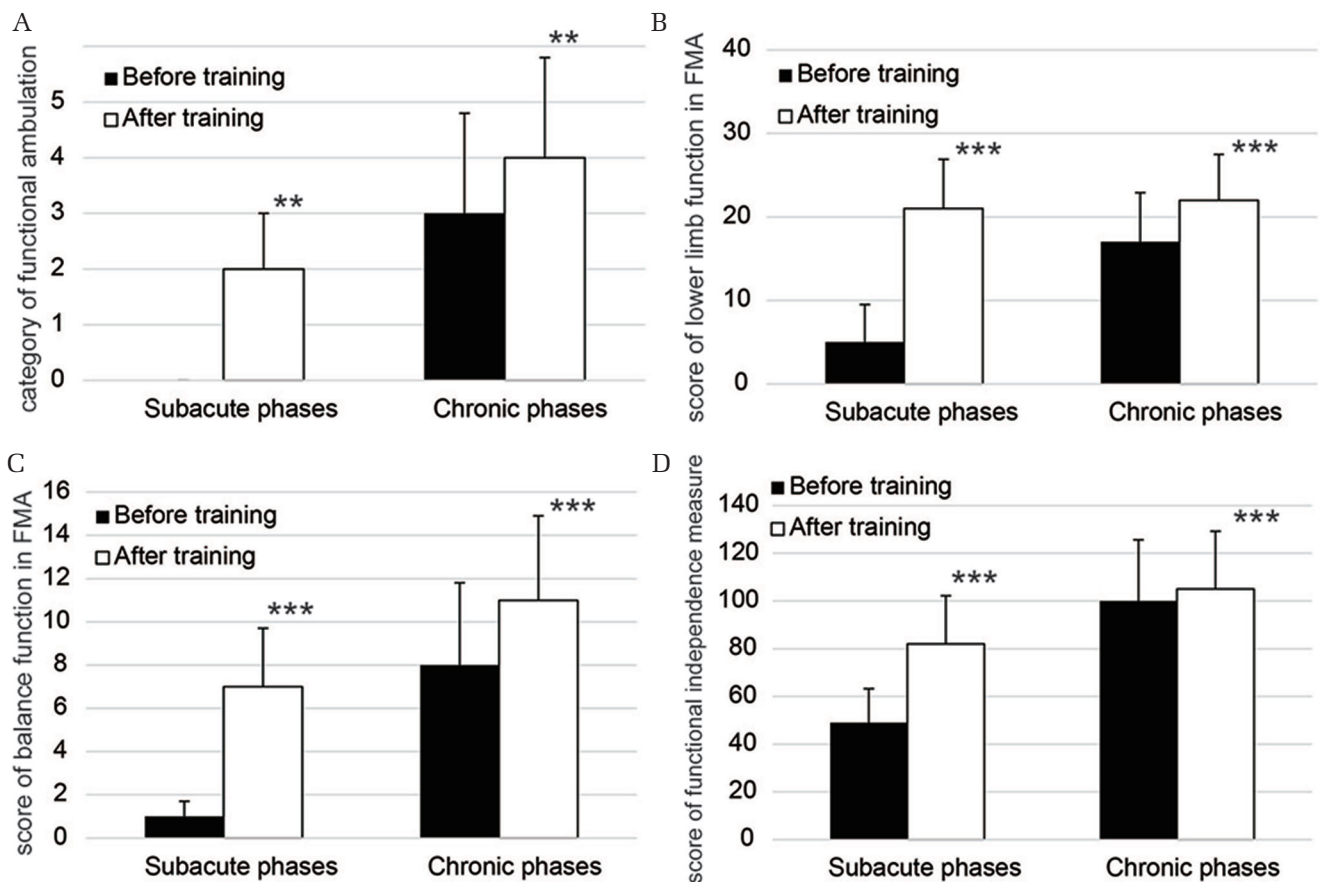 A
category of functional ambulation
■ Before training
□ After training
5
4
3
2
1
0
**
**
Subacute phases
Chronic phases
B
score of lower limb function in FMA
40
30
20
10
0
■ Before training
□ After training
***
***
Subacute phases
Chronic phases
C
score of balance function in FMA
16
14
12
10
8
6
4
2
0
■ Before training
□ After training
***
***
Subacute phases
Chronic phases
D
score of functional independence measure
140
120
100
80
60
40
20
0
■ Before training
□ After training
***
***
Subacute phases
Chronic phases